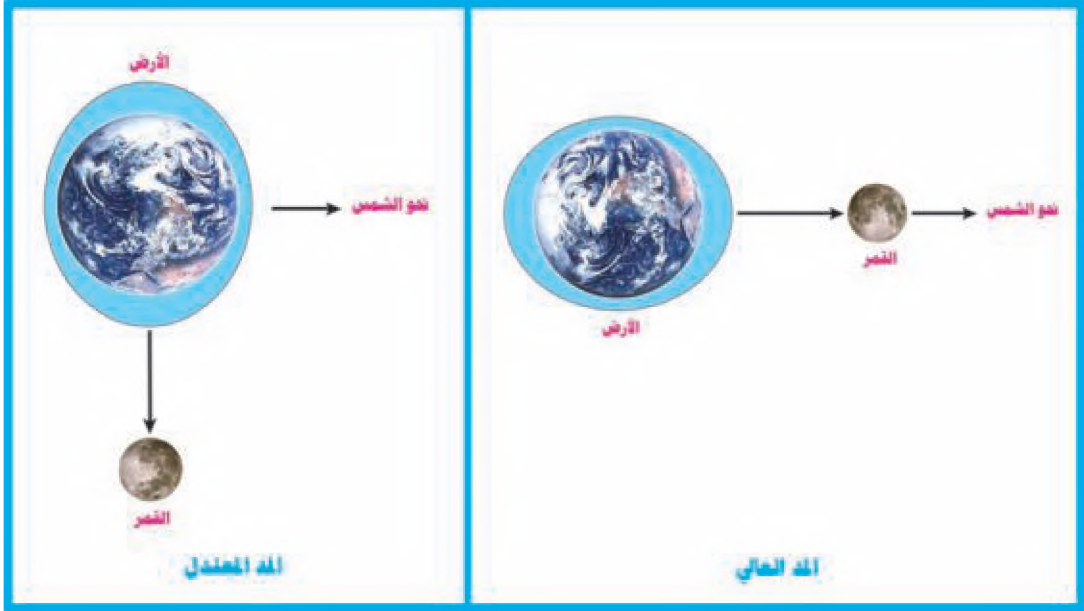 الأرض
نحو الشمس
القمر
المد العالي
الأرض
نحو الشمس
القمر
المد المعتدل